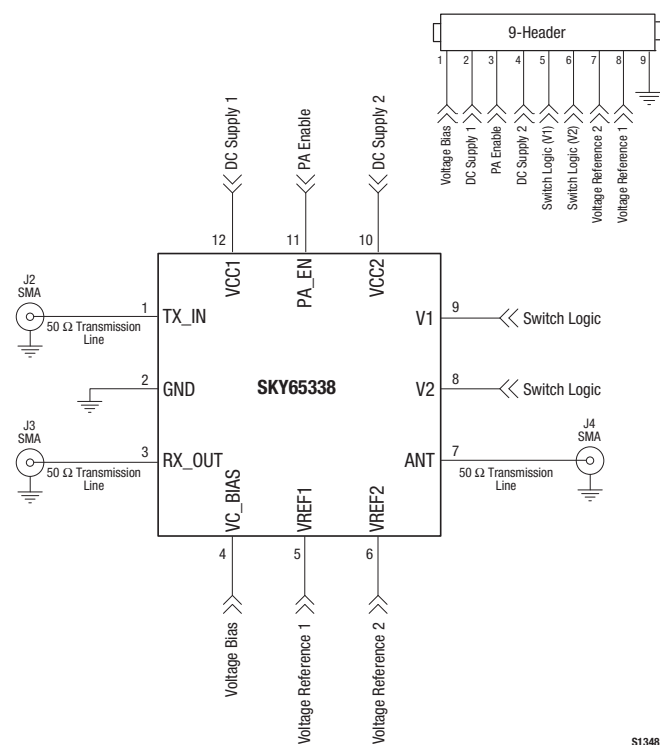 9-Header
1 2 3 4 5 6 7 8 9
Voltage Bias
DC Supply 1
PA Enable
DC Supply 2
Switch Logic (V1)
Switch Logic (V2)
Voltage Reference 2
Voltage Reference 1
DC Supply 1
PA Enable
DC Supply 2
12 11 10
VCC1
PA_EN
VCC2
J2
SMA
50 Ω Transmission
Line
1
TX_IN
V1
9
Switch Logic
2
GND
SKY65338
V2
8
Switch Logic
J3
SMA
50 Ω Transmission
Line
3
RX_OUT
ANT
7
50 Ω Transmission
Line
J4
SMA
VC_BIAS
VREF1
VREF2
4 5 6
Voltage Bias
Voltage Reference 1
Voltage Reference 2
S1348